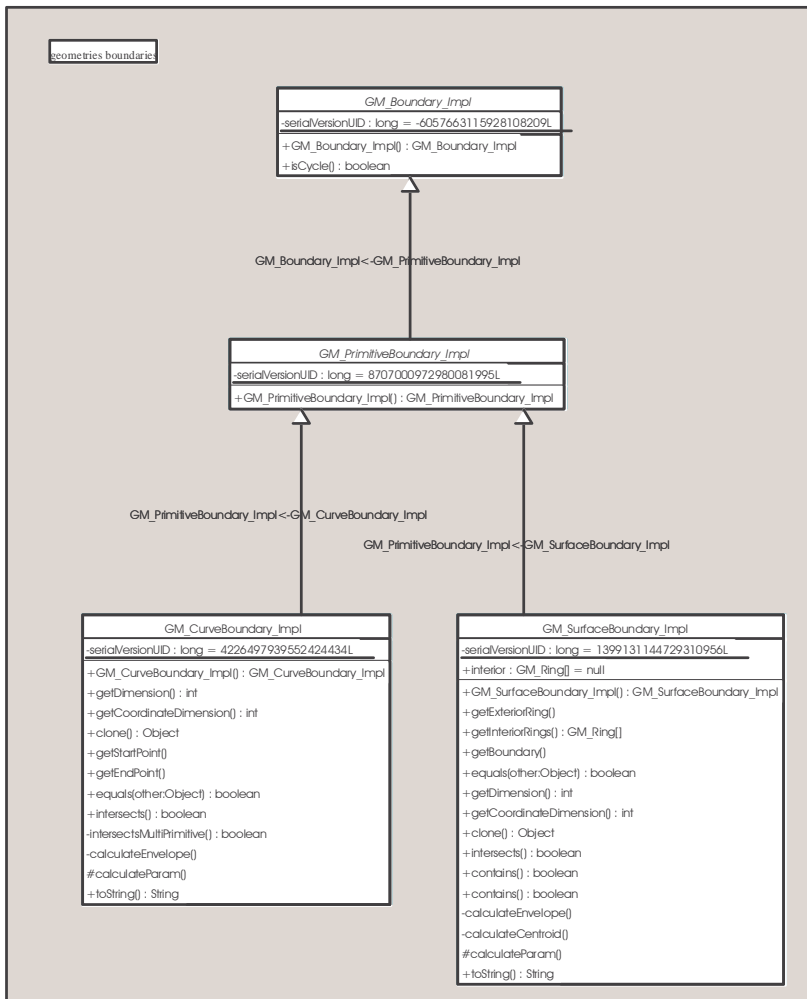 geometries boundaries
GM_Boundary_Impl
-serialVersionUID : long = -6057663115928108209L
+GM_Boundary_Impl() : GM_Boundary_Impl
+isCycle() : boolean
GM_Boundary_Impl<-GM_PrimitiveBoundary_Impl
GM_PrimitiveBoundary_Impl
-serialVersionUID : long = 8707000972980081995L
+GM_PrimitiveBoundary_Impl() : GM_PrimitiveBoundary_Impl
GM_PrimitiveBoundary_Impl<-GM_CurveBoundary_Impl
GM_PrimitiveBoundary_Impl<-GM_SurfaceBoundary_Impl
GM_CurveBoundary_Impl
-serialVersionUID : long = 4226497939552424434L
+GM_CurveBoundary_Impl() : GM_CurveBoundary_Impl
+getDimension() : int
+getCoordinateDimension() : int
+clone() : Object
+getStartPoint()
+getEndPoint()
+equals(other:Object) : boolean
+intersects() : boolean
-intersectsMultiPrimitive() : boolean
-calculateEnvelope()
#calculateParam()
+toString() : String
GM_SurfaceBoundary_Impl
-serialVersionUID : long = 1399131144729310956L
+interior : GM_Ring[] = null
+GM_SurfaceBoundary_Impl() : GM_SurfaceBoundary_Impl
+getExteriorRing()
+getInteriorRings() : GM_Ring[]
+getBoundary()
+equals(other:Object) : boolean
+getDimension() : int
+getCoordinateDimension() : int
+clone() : Object
+intersects() : boolean
+contains() : boolean
+contains() : boolean
-calculateEnvelope()
-calculateCentroid()
#calculateParam()
+toString() : String